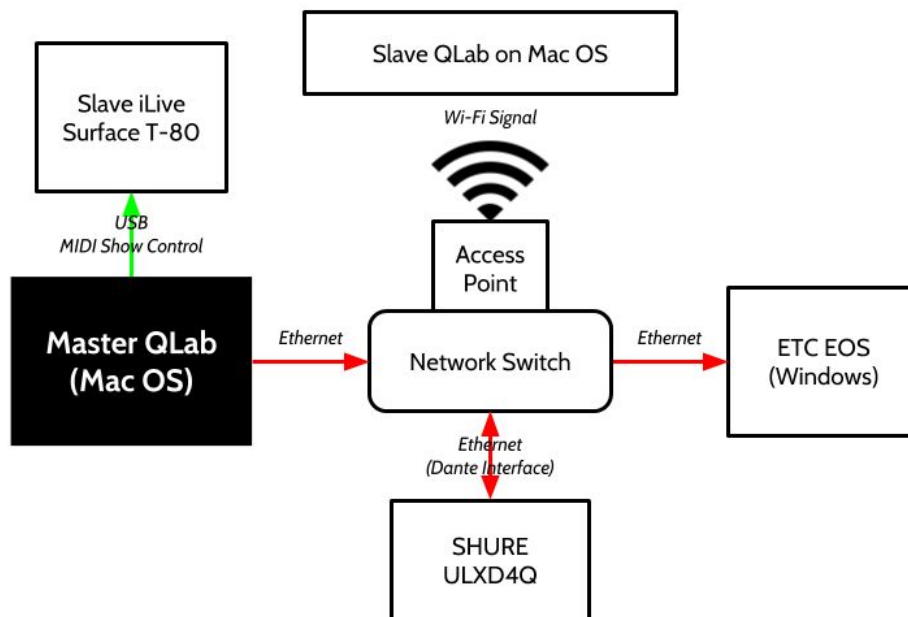 Slave QLab on Mac OS
Slave iLive
Surface T-80
Wi-Fi Signal
USB
MIDI Show Control
Access
Point
Master QLab
(Mac OS)
Ethernet
Network Switch
Ethernet
ETC EOS
(Windows)
Ethernet
(Dante Interface)
SHURE
ULXD4Q